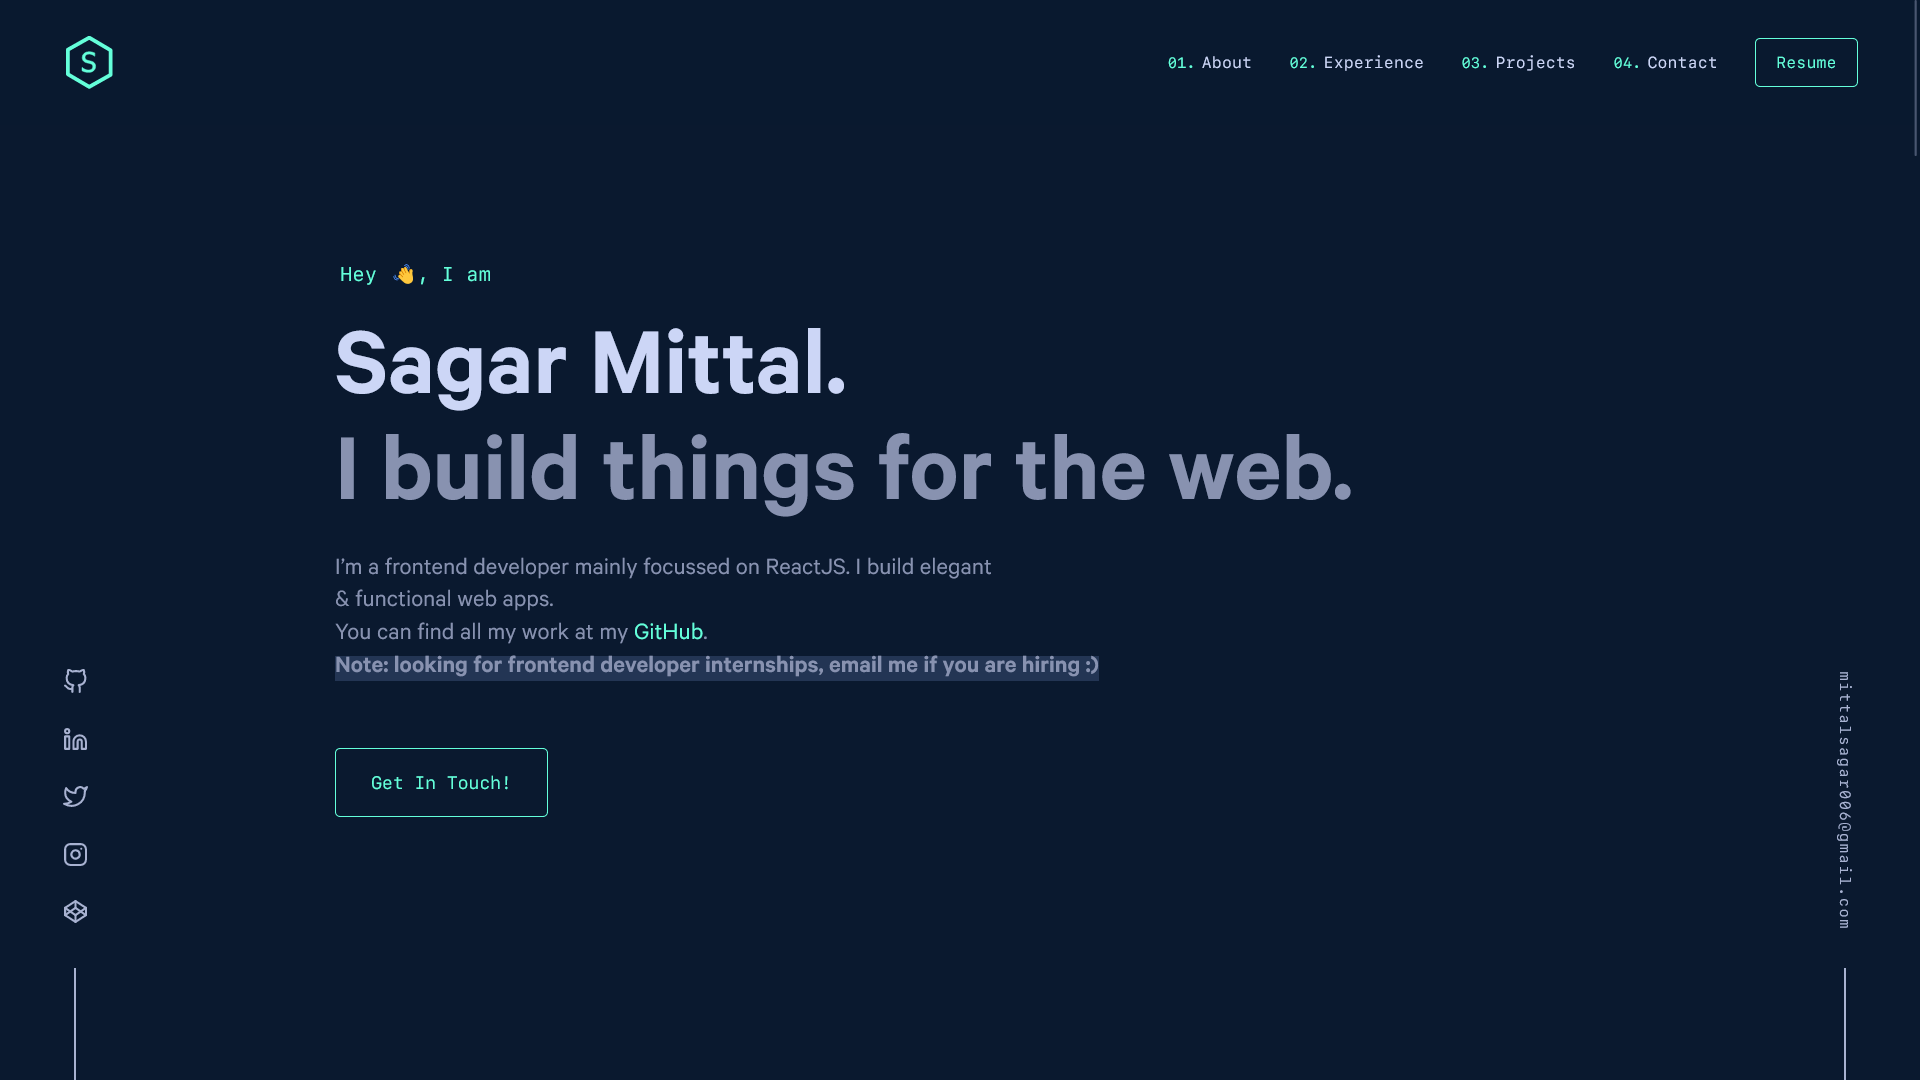 S
01. About
02. Experience
03. Projects
04. Contact
Resume
Hey 👋, I am
Sagar Mittal.
I build things for the web.
I’m a frontend developer mainly focussed on ReactJS. I build elegant
& functional web apps.
You can find all my work at my GitHub.
Note: looking for frontend developer internships, email me if you are hiring :)
Get In Touch!
mittalsagar006@gmail.com